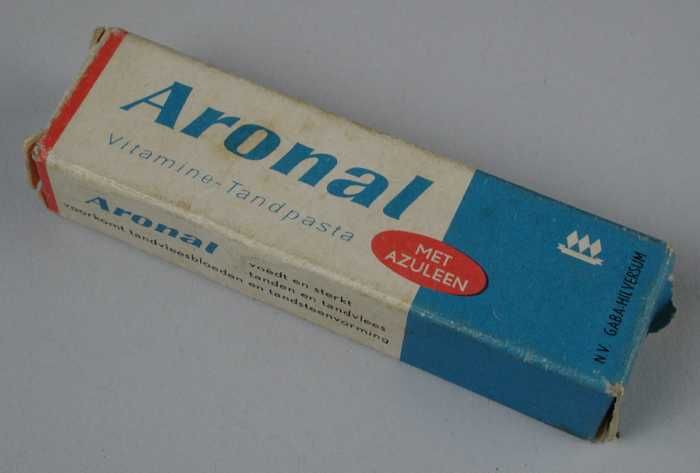 Aronal
Vitamine-Tandpasta
MET
AZULEEN
N V. GABA-HILVERSUM
Aronal voedt en sterkt
tanden en tandvlees
voorkomt tandvleesbloeden en tandsteenvorming